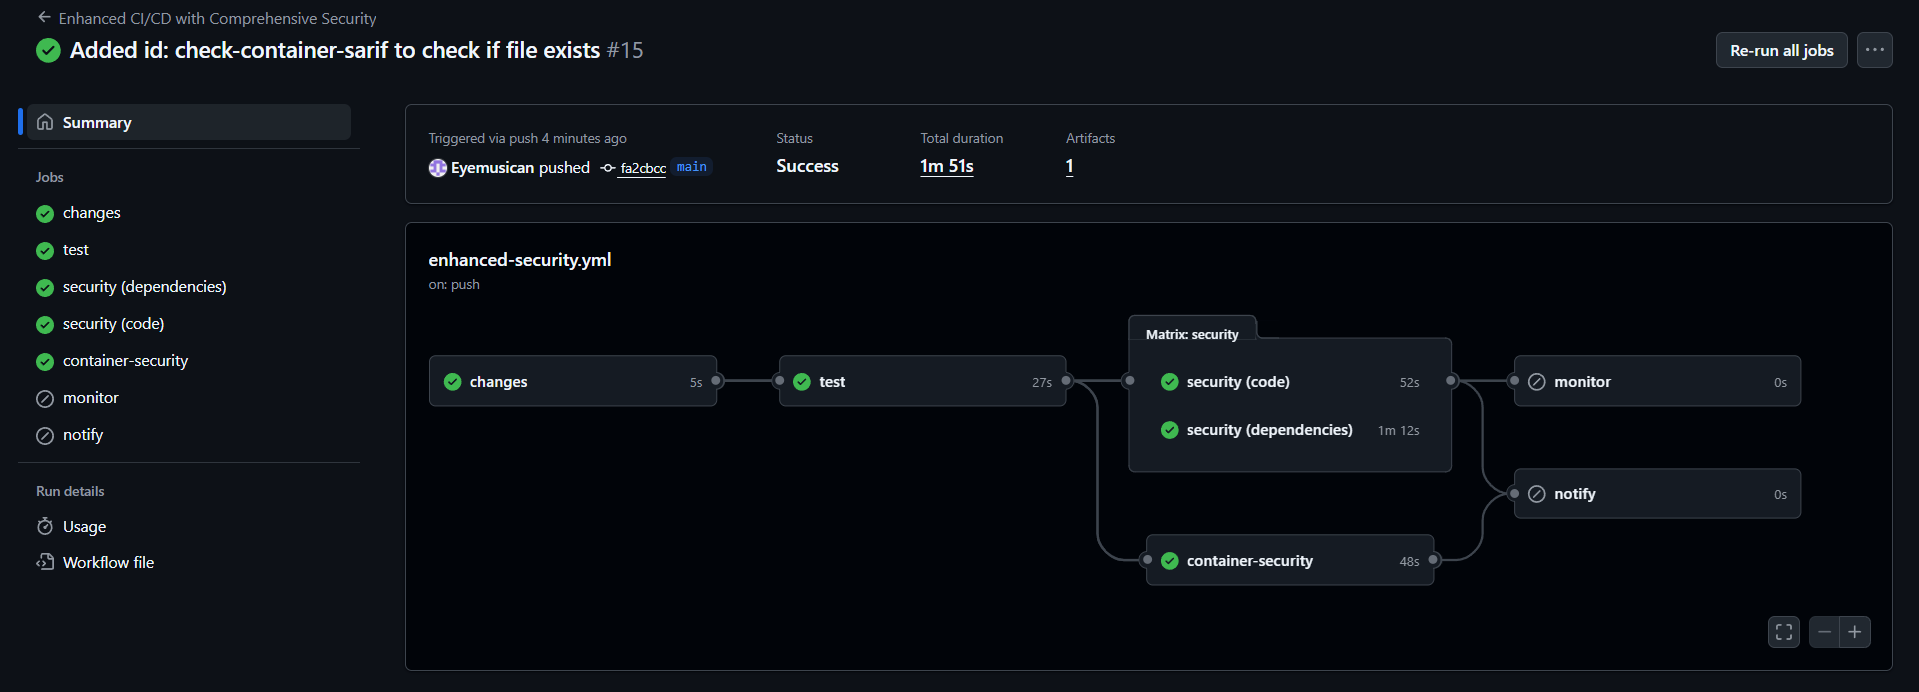 Enhanced CI/CD with Comprehensive Security
Added id: check-container-sarif to check if file exists #15
Re-run all jobs
Summary
Jobs
changes
test
security (dependencies)
security (code)
container-security
monitor
notify
Run details
Usage
Workflow file
Triggered via push 4 minutes ago
Eyemusican pushed fa2cbcc main
Status
Success
Total duration
1m 51s
Artifacts
1
enhanced-security.yml
on: push
changes 5s
test 27s
Matrix: security
security (code) 52s
security (dependencies) 1m 12s
container-security 48s
monitor 0s
notify 0s